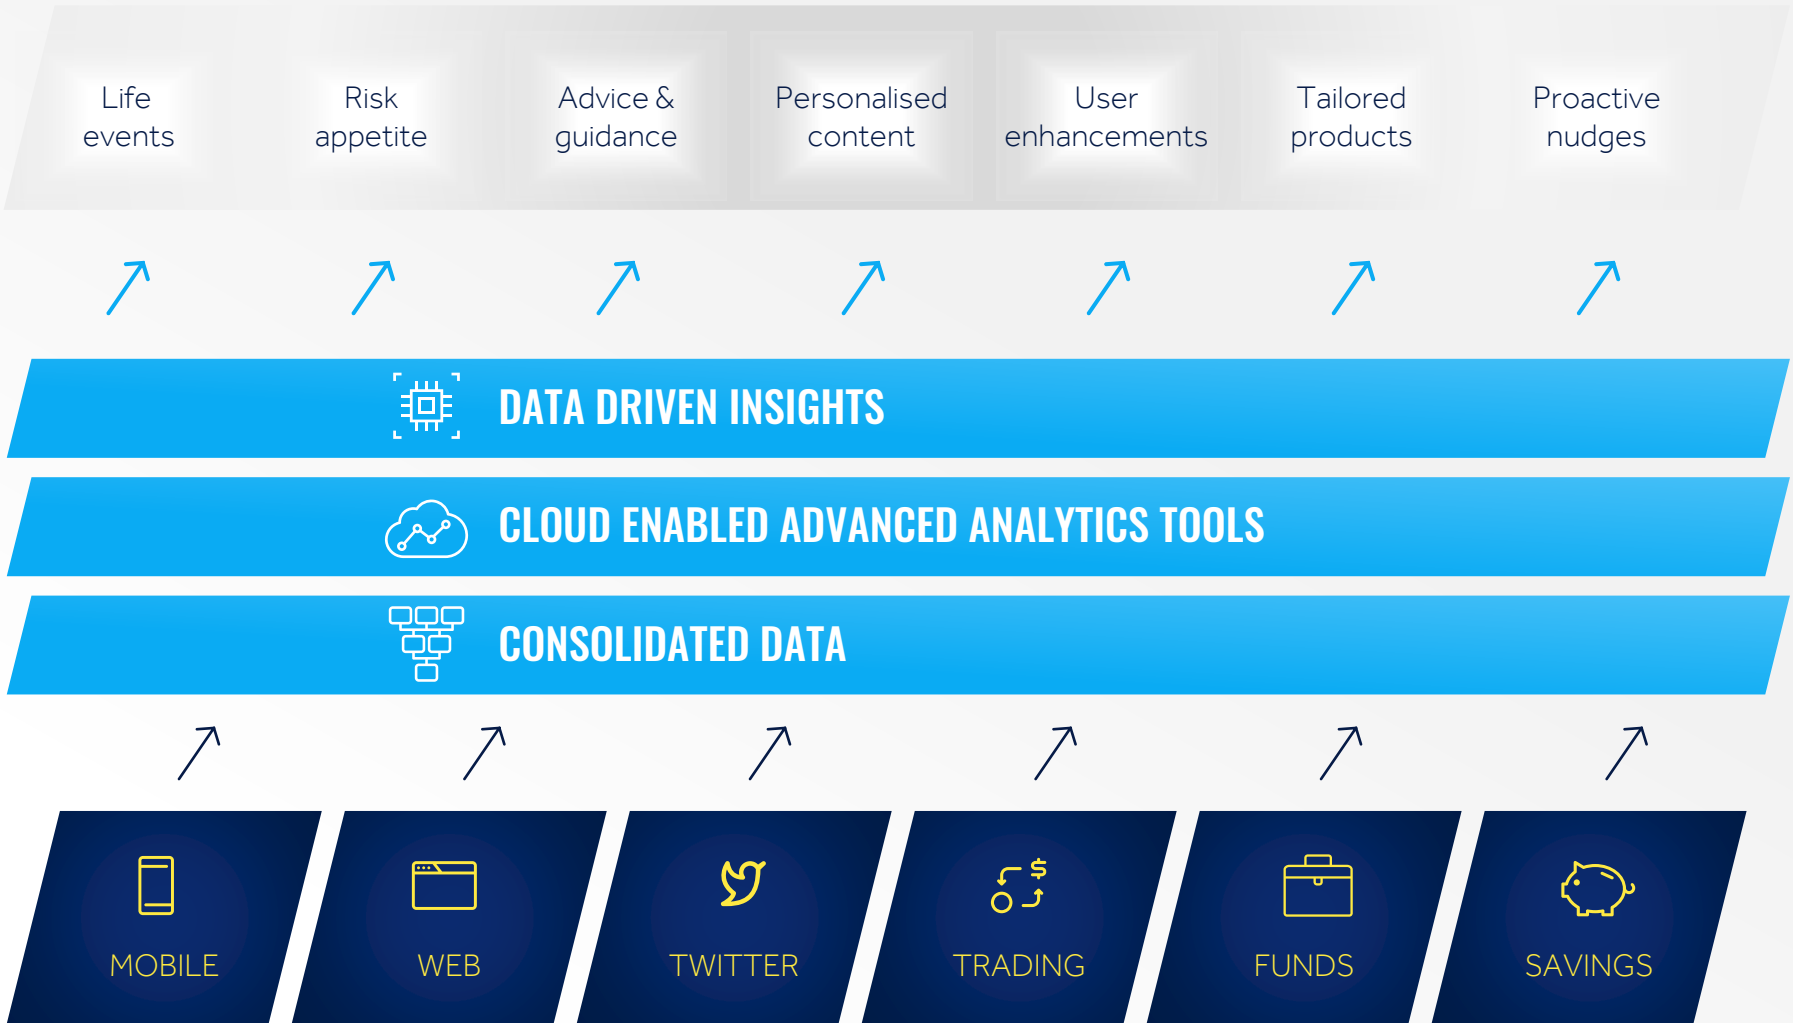 Life
events
Risk
appetite
Advice &
guidance
Personalised
content
User
enhancements
Tailored
products
Proactive
nudges
DATA DRIVEN INSIGHTS
CLOUD ENABLED ADVANCED ANALYTICS TOOLS
CONSOLIDATED DATA
MOBILE
WEB
TWITTER
TRADING
FUNDS
SAVINGS